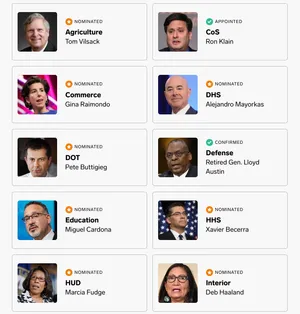 NOMINATED
Agriculture
Tom Vilsack
APPOINTED
CoS
Ron Klain
NOMINATED
Commerce
Gina Raimondo
NOMINATED
DHS
Alejandro Mayorkas
NOMINATED
DOT
Pete Buttigieg
CONFIRMED
Defense
Retired Gen. Lloyd
Austin
NOMINATED
Education
Miguel Cardona
NOMINATED
HHS
Xavier Becerra
NOMINATED
HUD
Marcia Fudge
NOMINATED
Interior
Deb Haaland